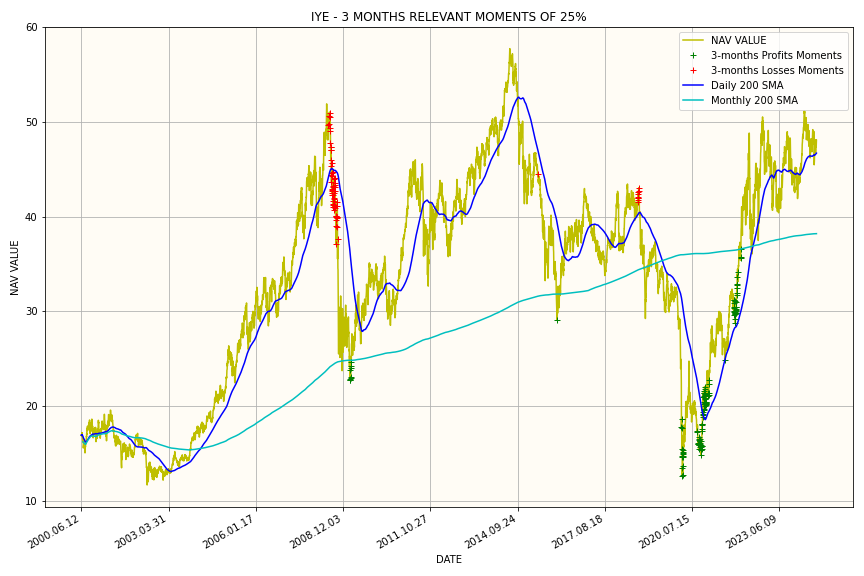 IYE - 3 MONTHS RELEVANT MOMENTS OF 25%
NAV VALUE
3-months Profits Moments
3-months Losses Moments
Daily 200 SMA
Monthly 200 SMA
NAV VALUE
60
50
40
30
20
10
2000.06.12
2003.03.31
2006.01.17
2008.12.03
2011.10.27
2014.09.24
2017.08.18
2020.07.15
2023.06.09
DATE